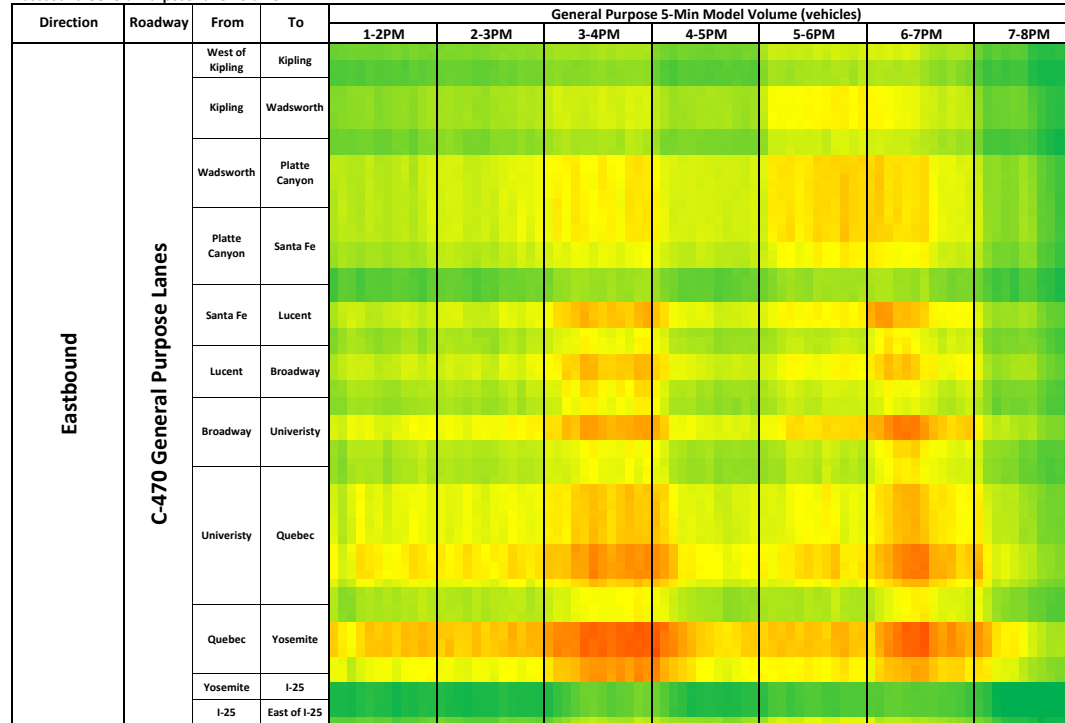 General Purpose 5-Min Model Volume (vehicles)
Direction Roadway From To
1-2PM 2-3PM 3-4PM 4-5PM 5-6PM 6-7PM 7-8PM
Eastbound
C-470 General Purpose Lanes
West of Kipling Kipling
Kipling Wadsworth
Wadsworth Platte Canyon
Platte Canyon Santa Fe
Santa Fe Lucent
Lucent Broadway
Broadway Univeristy
Univeristy Quebec
Quebec Yosemite
Yosemite I-25
I-25 East of I-25